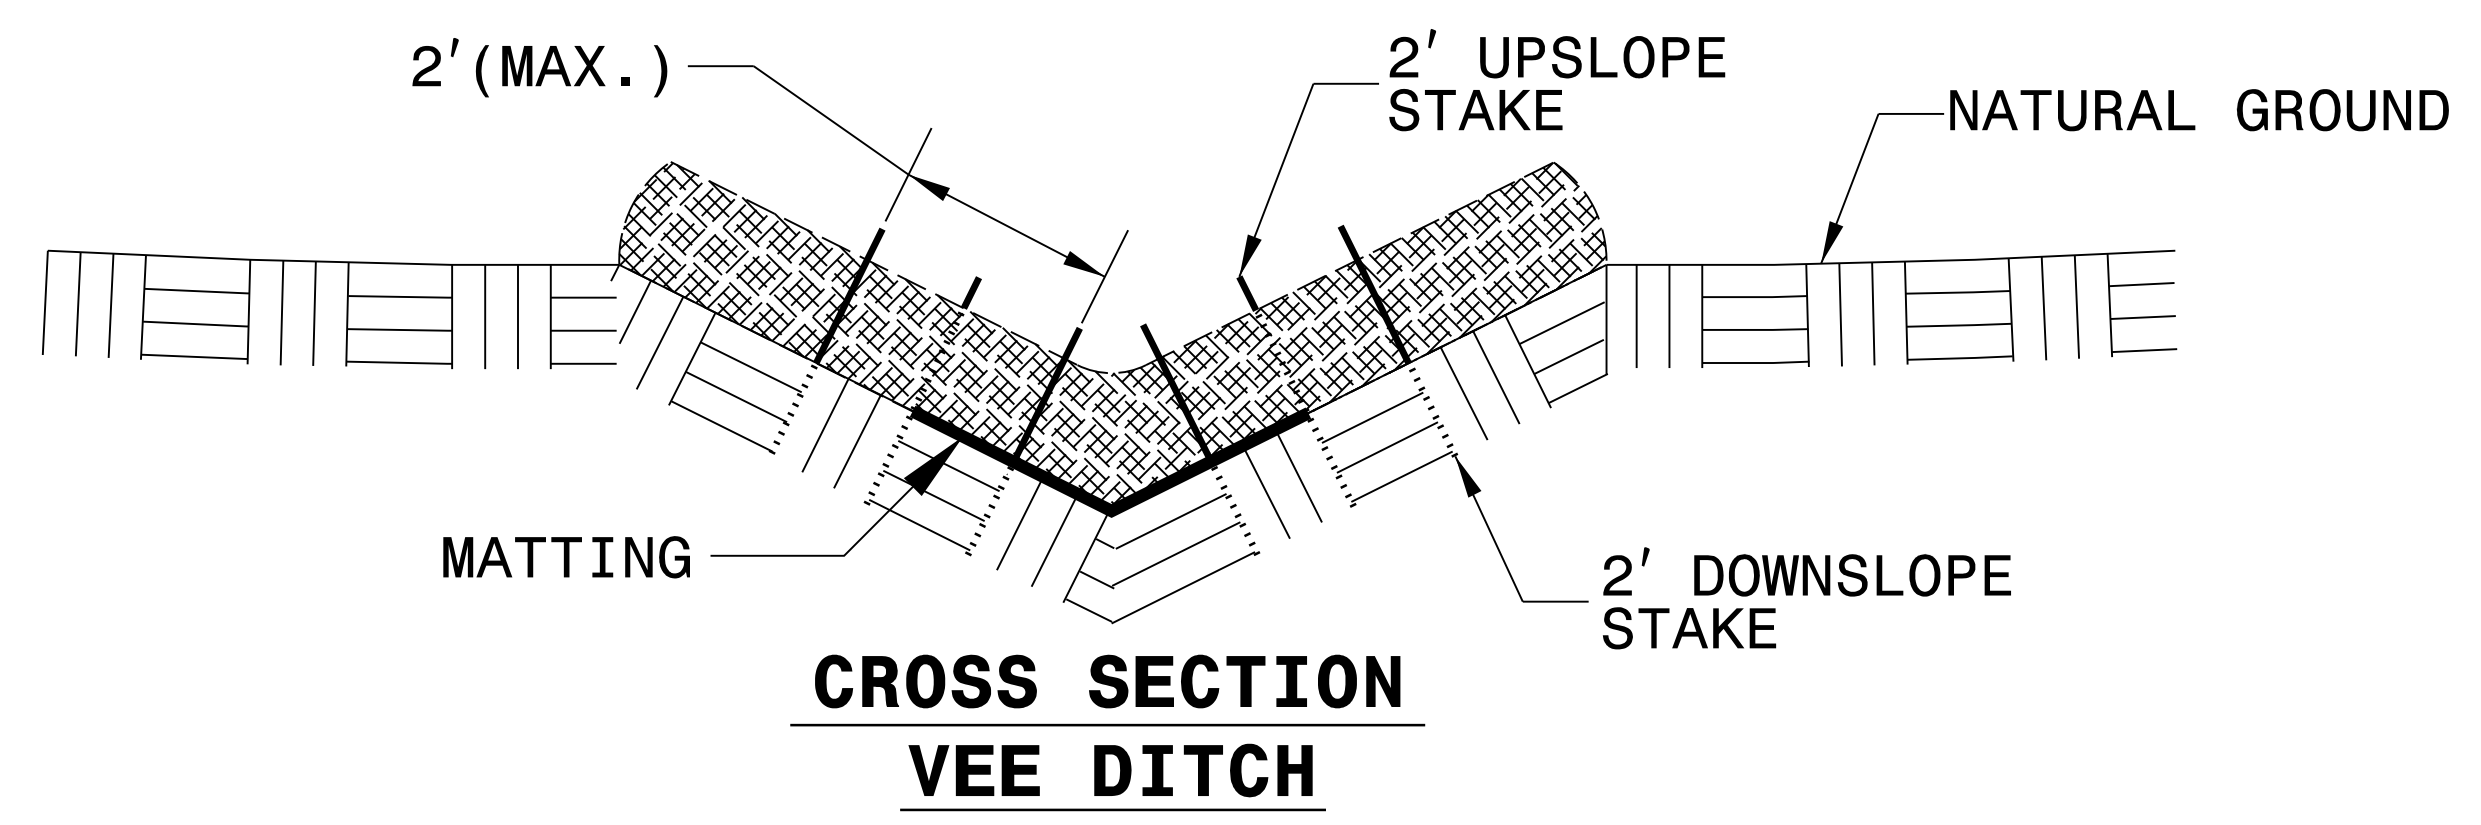 2'(MAX.)
2' UPSLOPE
STAKE
NATURAL GROUND
MATTING
2' DOWNSLOPE
STAKE
CROSS SECTION
VEE DITCH